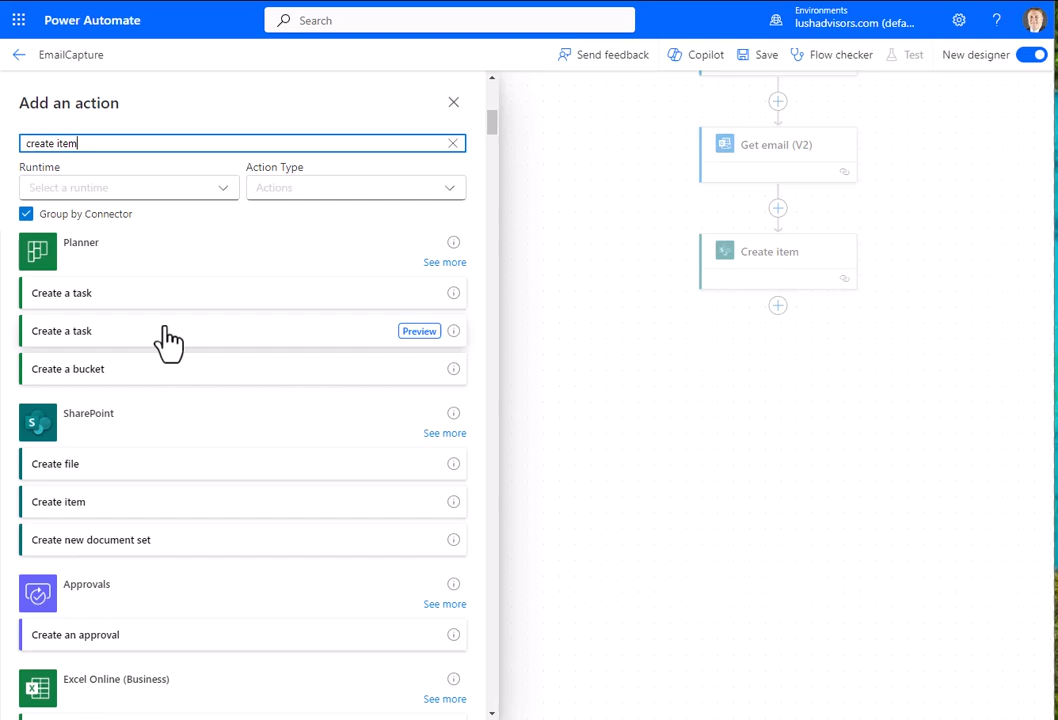 Power Automate
Search
Environments
lushadvisors.com (defa...
EmailCapture
Send feedback
Copilot
Save
Flow checker
Test
New designer
Add an action
create item
Runtime
Action Type
Select a runtime
Actions
Group by Connector
Planner
See more
Create a task
Create a task
Preview
Create a bucket
SharePoint
See more
Create file
Create item
Create new document set
Approvals
See more
Create an approval
Excel Online (Business)
See more
Get email (V2)
Create item